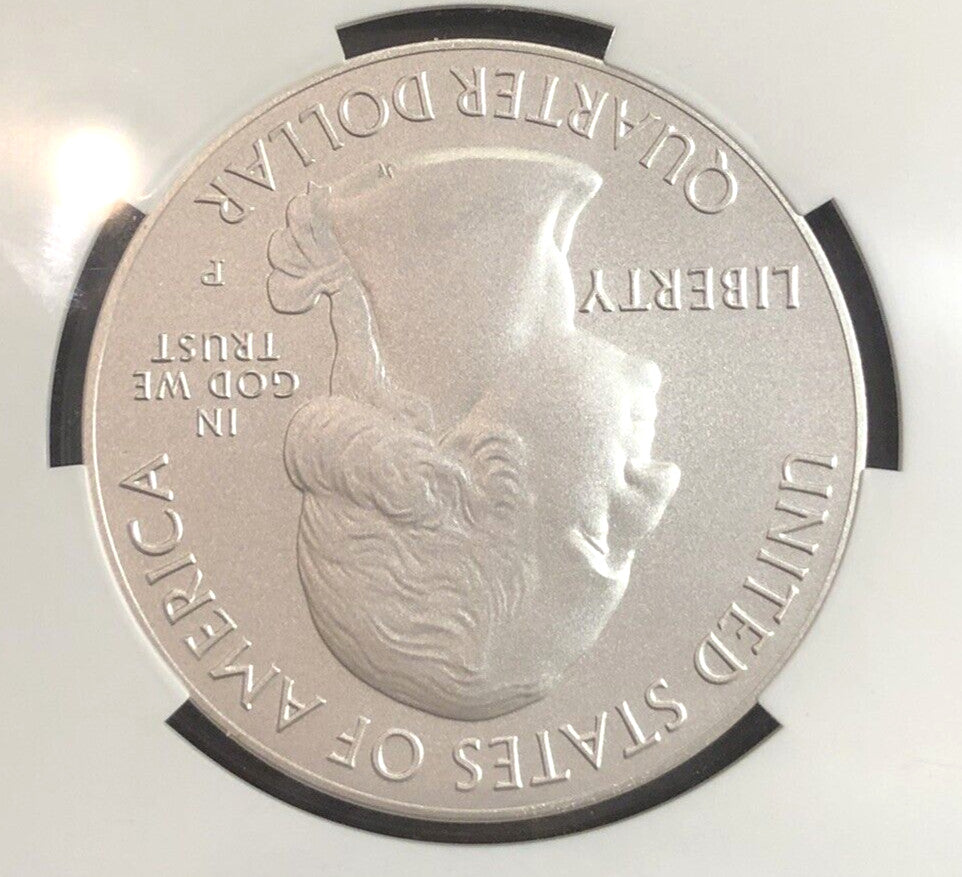 UNITED STATES OF AMERICA
LIBERTY
IN
GOD WE
TRUST
P
QUARTER DOLLAR